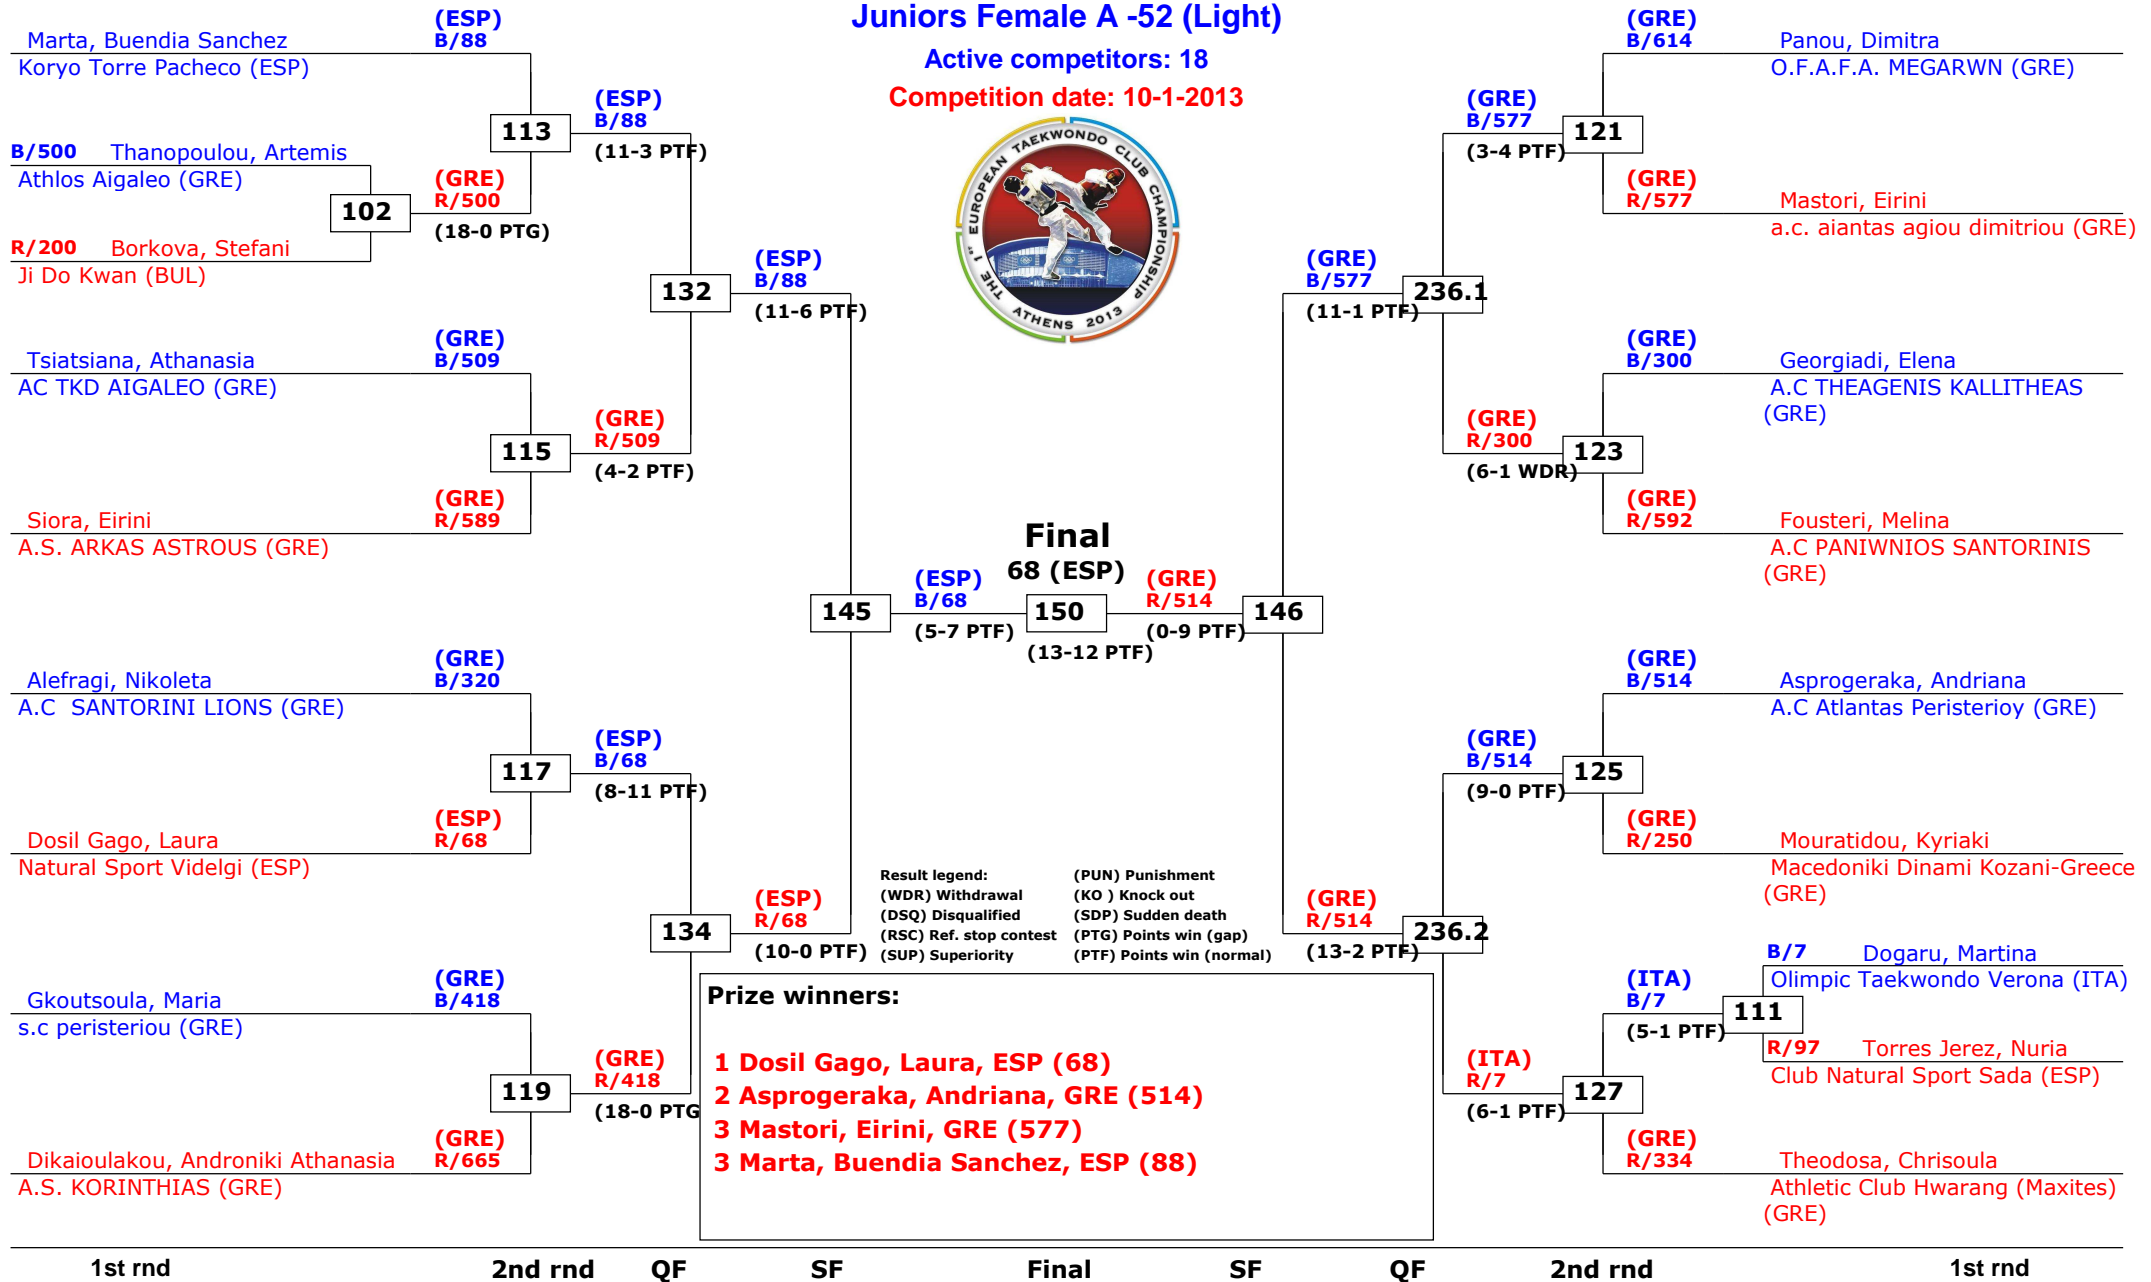 Juniors Female A -52 (Light)
Active competitors: 18
Competition date: 10-1-2013
THE 1st EUROPEAN TAEKWONDO CLUB CHAMPIONSHIP
ATHENS 2013
(ESP)
B/88
Marta, Buendia Sanchez
Koryo Torre Pacheco (ESP)
B/500 Thanopoulou, Artemis
Athlos Aigaleo (GRE)
102
(GRE)
R/500
(18-0 PTG)
R/200 Borkova, Stefani
Ji Do Kwan (BUL)
113
(ESP)
B/88
(11-3 PTF)
(GRE)
B/509
Tsiatsiana, Athanasia
AC TKD AIGALEO (GRE)
115
(GRE)
R/509
(4-2 PTF)
(GRE)
R/589
Siora, Eirini
A.S. ARKAS ASTROUS (GRE)
132
(ESP)
B/88
(11-6 PTF)
(GRE)
B/320
Alefragi, Nikoleta
A.C  SANTORINI LIONS (GRE)
117
(ESP)
B/68
(8-11 PTF)
(ESP)
R/68
Dosil Gago, Laura
Natural Sport Videlgi (ESP)
134
(ESP)
R/68
(10-0 PTF)
(GRE)
B/418
Gkoutsoula, Maria
s.c peristeriou (GRE)
119
(GRE)
R/418
(18-0 PTG
(GRE)
R/665
Dikaioulakou, Androniki Athanasia
A.S. KORINTHIAS (GRE)
145
(ESP)
B/68
(5-7 PTF)
Final
68 (ESP)
150
(13-12 PTF)
(GRE)
R/514
(0-9 PTF)
146
(GRE)
B/614
Panou, Dimitra
O.F.A.F.A. MEGARWN (GRE)
(GRE)
B/577
(3-4 PTF)
121
(GRE)
R/577
Mastori, Eirini
a.c. aiantas agiou dimitriou (GRE)
(GRE)
B/577
(11-1 PTF)
236.1
(GRE)
B/300
Georgiadi, Elena
A.C THEAGENIS KALLITHEAS
(GRE)
(GRE)
R/300
(6-1 WDR)
123
(GRE)
R/592
Fousteri, Melina
A.C PANIWNIOS SANTORINIS
(GRE)
(GRE)
B/514
Asprogeraka, Andriana
A.C Atlantas Peristerioy (GRE)
(GRE)
B/514
(9-0 PTF)
125
(GRE)
R/250
Mouratidou, Kyriaki
Macedoniki Dinami Kozani-Greece
(GRE)
(GRE)
R/514
(13-2 PTF)
236.2
B/7 Dogaru, Martina
Olimpic Taekwondo Verona (ITA)
(ITA)
B/7
(5-1 PTF)
111
R/97 Torres Jerez, Nuria
Club Natural Sport Sada (ESP)
(ITA)
R/7
(6-1 PTF)
127
(GRE)
R/334
Theodosa, Chrisoula
Athletic Club Hwarang (Maxites)
(GRE)
Result legend:
(WDR) Withdrawal
(DSQ) Disqualified
(RSC) Ref. stop contest
(SUP) Superiority
(PUN) Punishment
(KO ) Knock out
(SDP) Sudden death
(PTG) Points win (gap)
(PTF) Points win (normal)
Prize winners:
1 Dosil Gago, Laura, ESP (68)
2 Asprogeraka, Andriana, GRE (514)
3 Mastori, Eirini, GRE (577)
3 Marta, Buendia Sanchez, ESP (88)
1st rnd 2nd rnd QF SF Final SF QF 2nd rnd 1st rnd